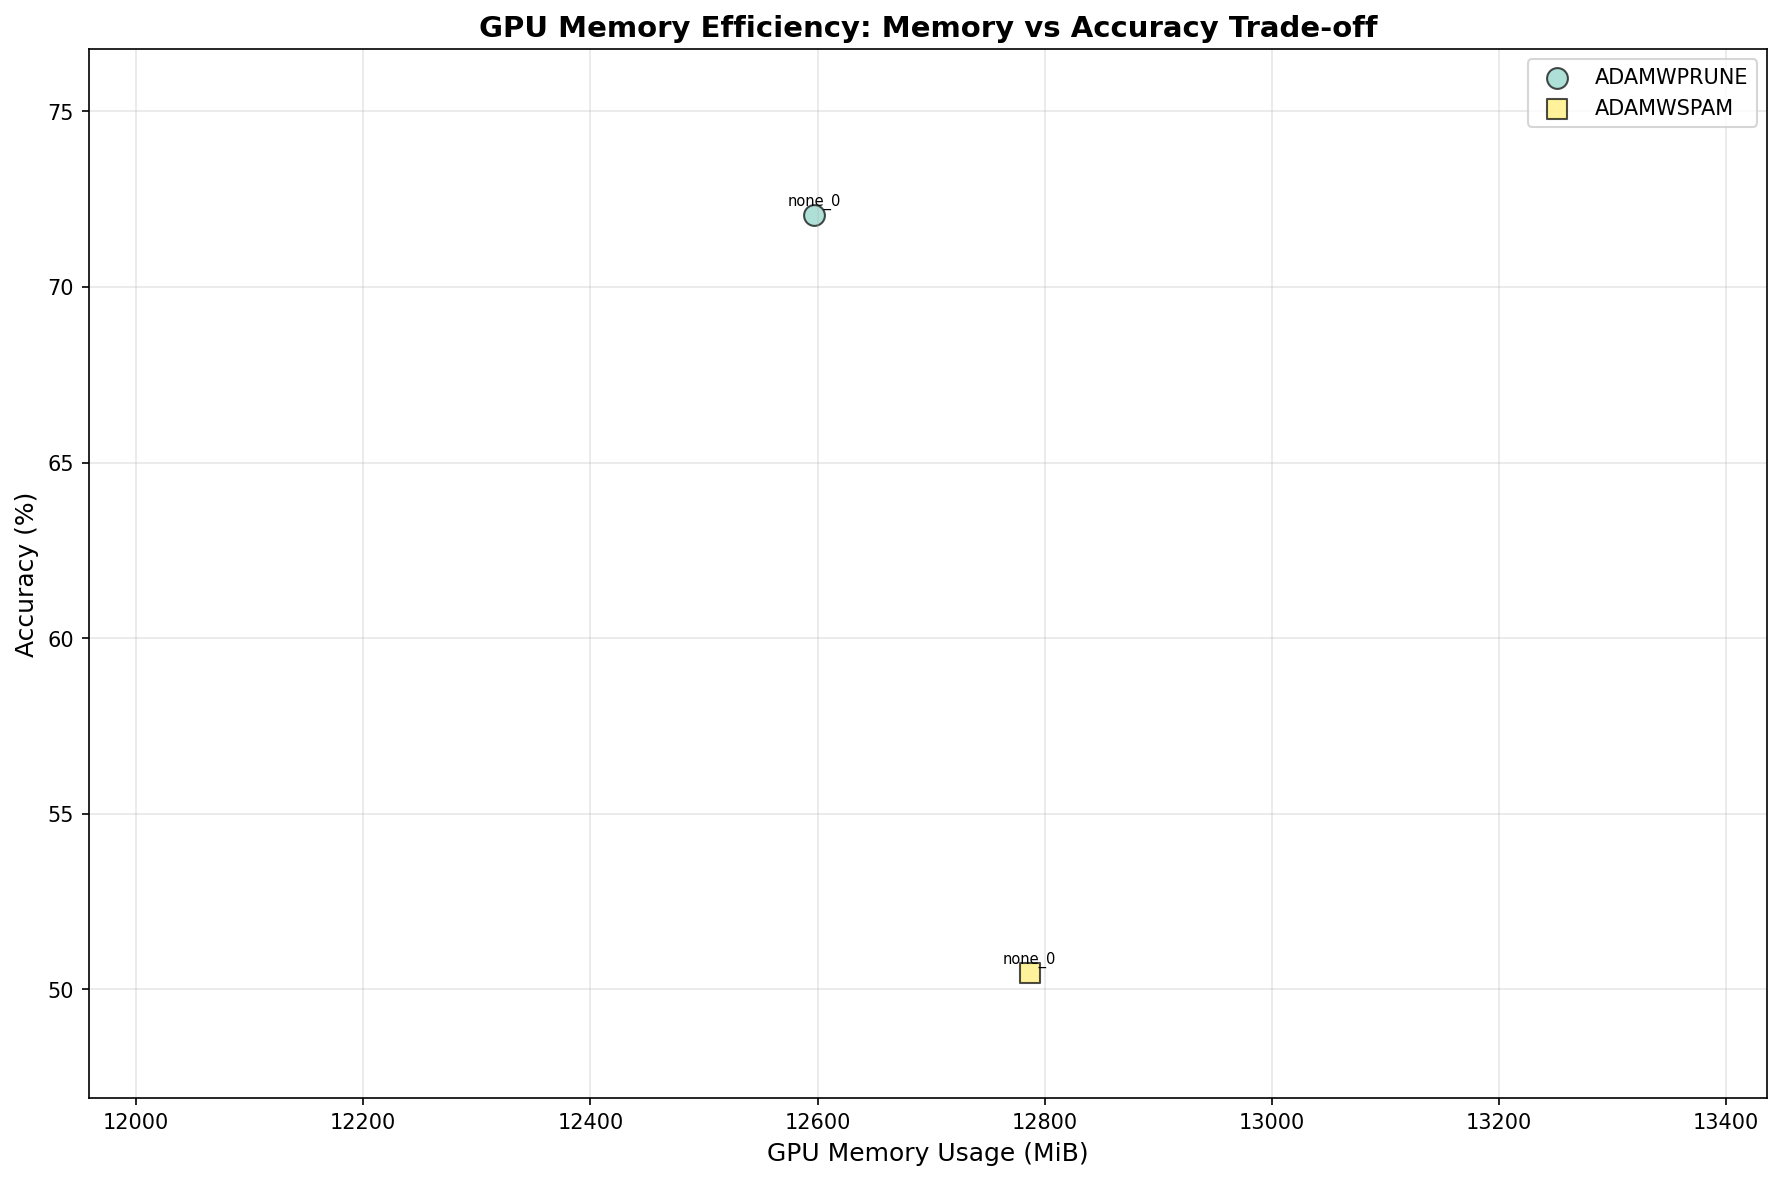 GPU Memory Efficiency: Memory vs Accuracy Trade-off
ADAMWPRUNE
ADAMWSPAM
75
70
65
60
55
50
Accuracy (%)
none_0
none_0
12000 12200 12400 12600 12800 13000 13200 13400
GPU Memory Usage (MiB)